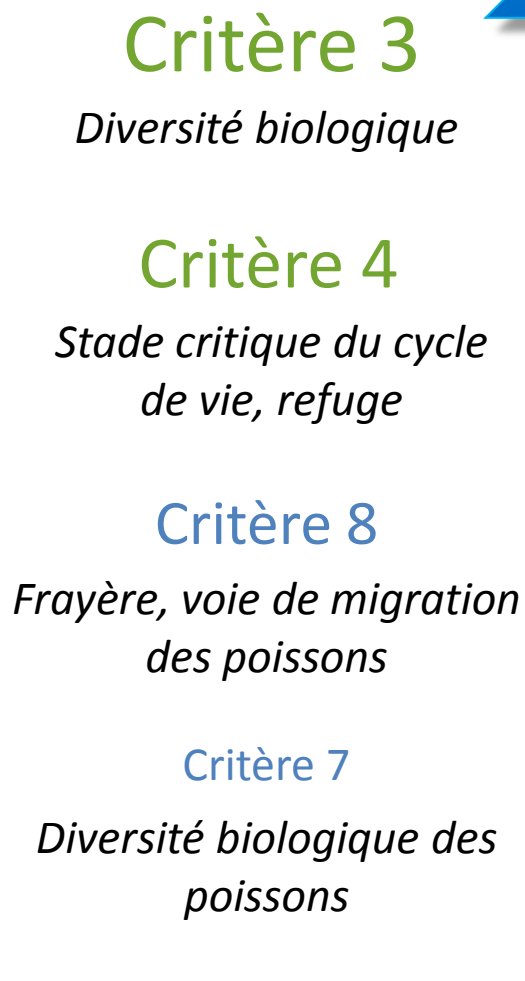 Critère 3
Diversité biologique
Critère 4
Stade critique du cycle
de vie, refuge
Critère 8
Frayère, voie de migration
des poissons
Critère 7
Diversité biologique des
poissons